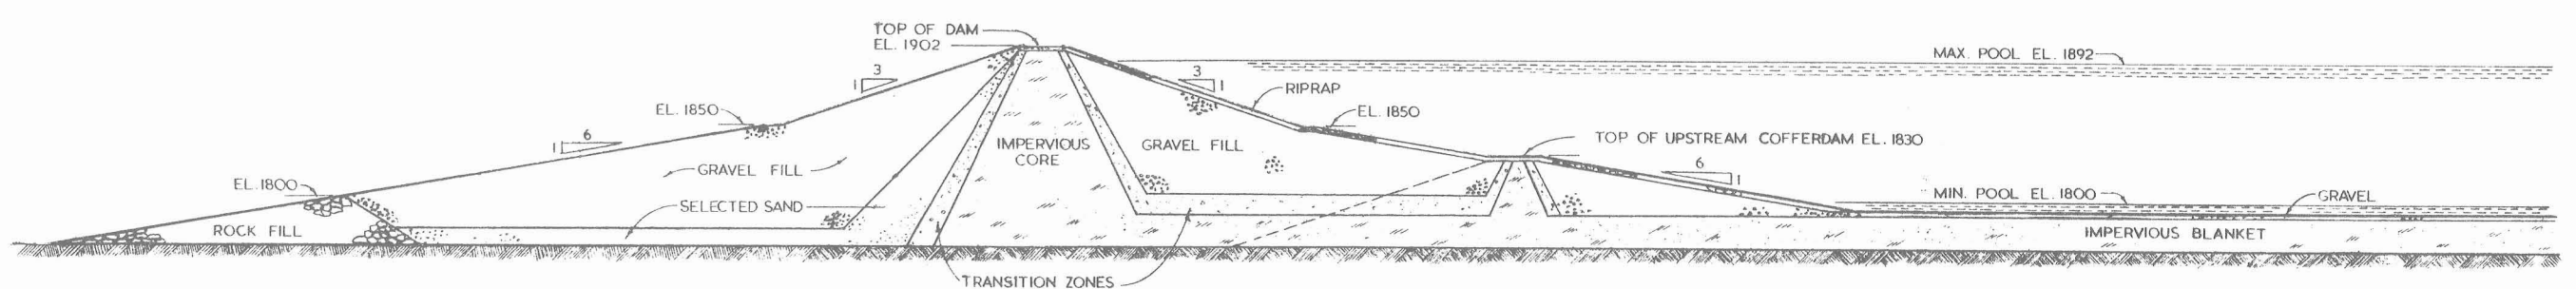 TOP OF DAM
EL. 1902
MAX. POOL EL. 1892
3
1
3
1
RIPRAP
EL. 1850
EL. 1850
6
1
IMPERVIOUS
CORE
GRAVEL FILL
TOP OF UPSTREAM COFFERDAM EL. 1830
GRAVEL FILL
6
1
EL. 1800
MIN. POOL EL. 1800
GRAVEL
SELECTED SAND
ROCK FILL
IMPERVIOUS BLANKET
TRANSITION ZONES